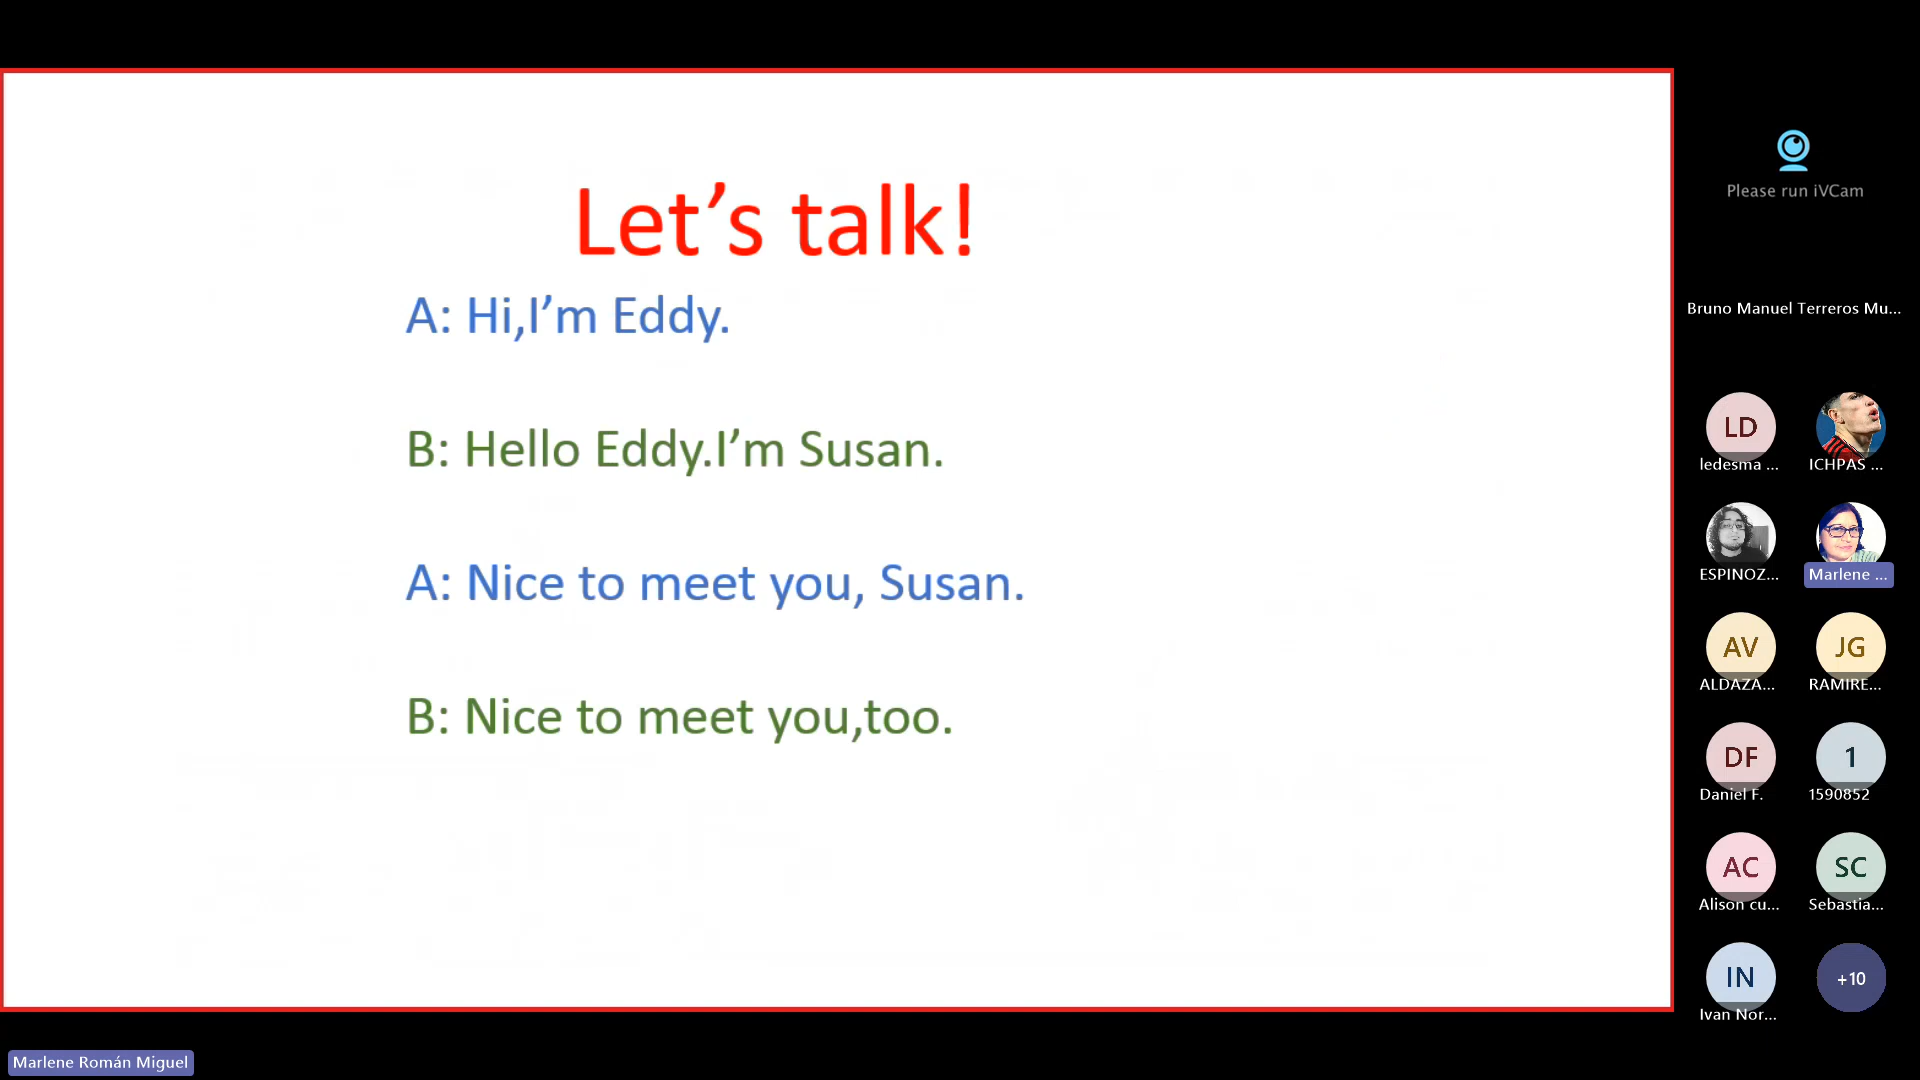 Let’s talk!
A: Hi,I’m Eddy.
B: Hello Eddy.I’m Susan.
A: Nice to meet you, Susan.
B: Nice to meet you,too.
Please run iVCam
Bruno Manuel Terreros Mu...
LD
ledesma ...
ICHPAS ...
ESPINOZ...
Marlene ...
AV
ALDAZA...
JG
RAMIRE...
DF
Daniel F.
1
1590852
AC
Alison cu...
SC
Sebastia...
IN
Ivan Nor...
+10
Marlene Román Miguel